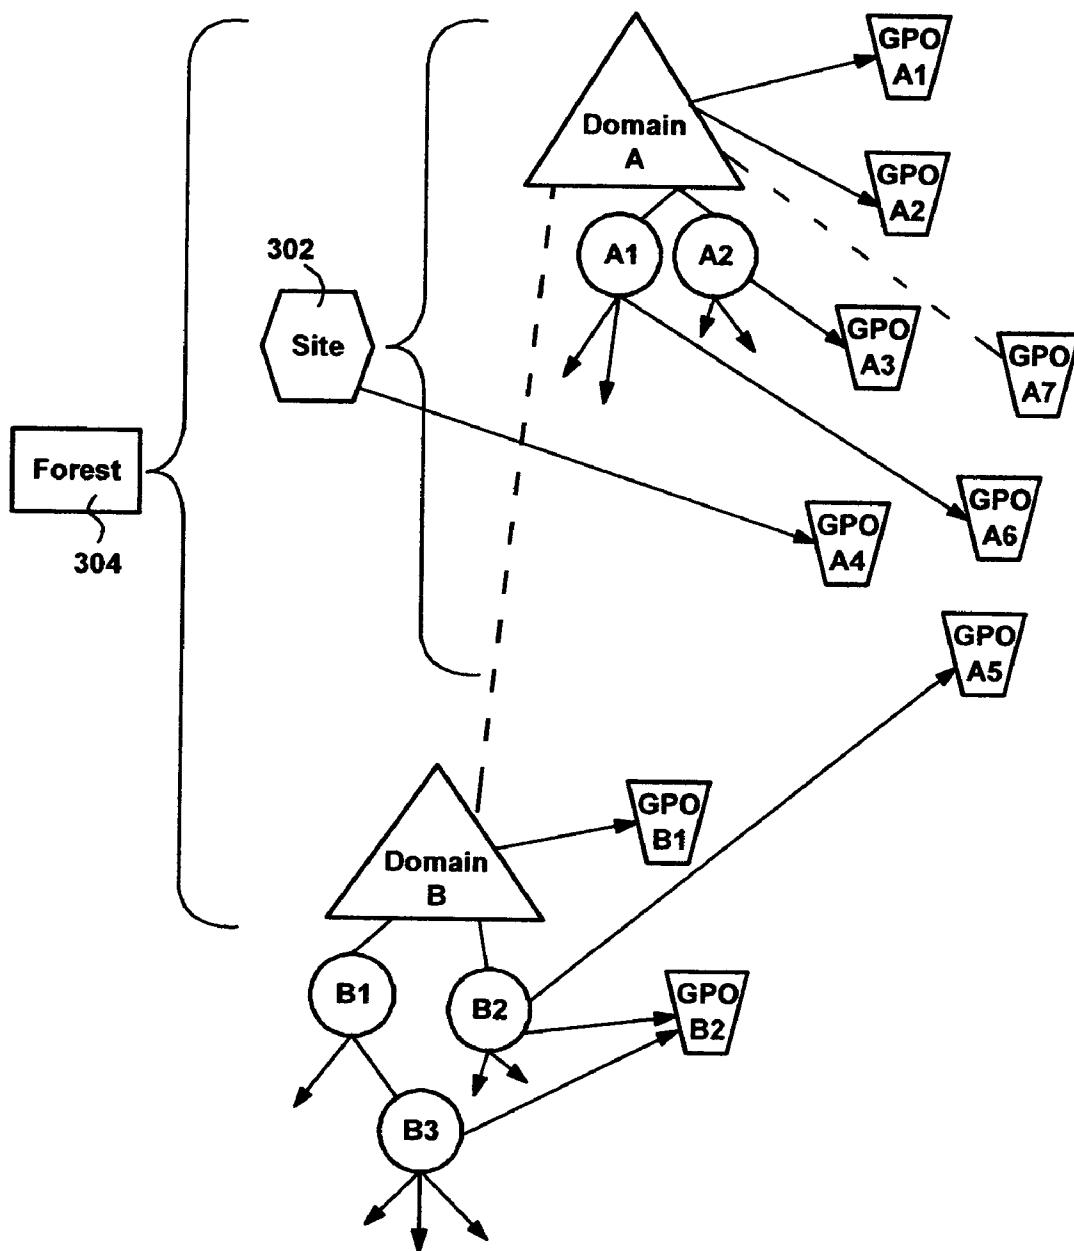 GPO
A1
Domain
A
GPO
A2
A1
A2
302
Site
GPO
A3
GPO
A7
Forest
304
GPO
A4
GPO
A6
GPO
A5
GPO
B1
Domain
B
B1
B2
GPO
B2
B3